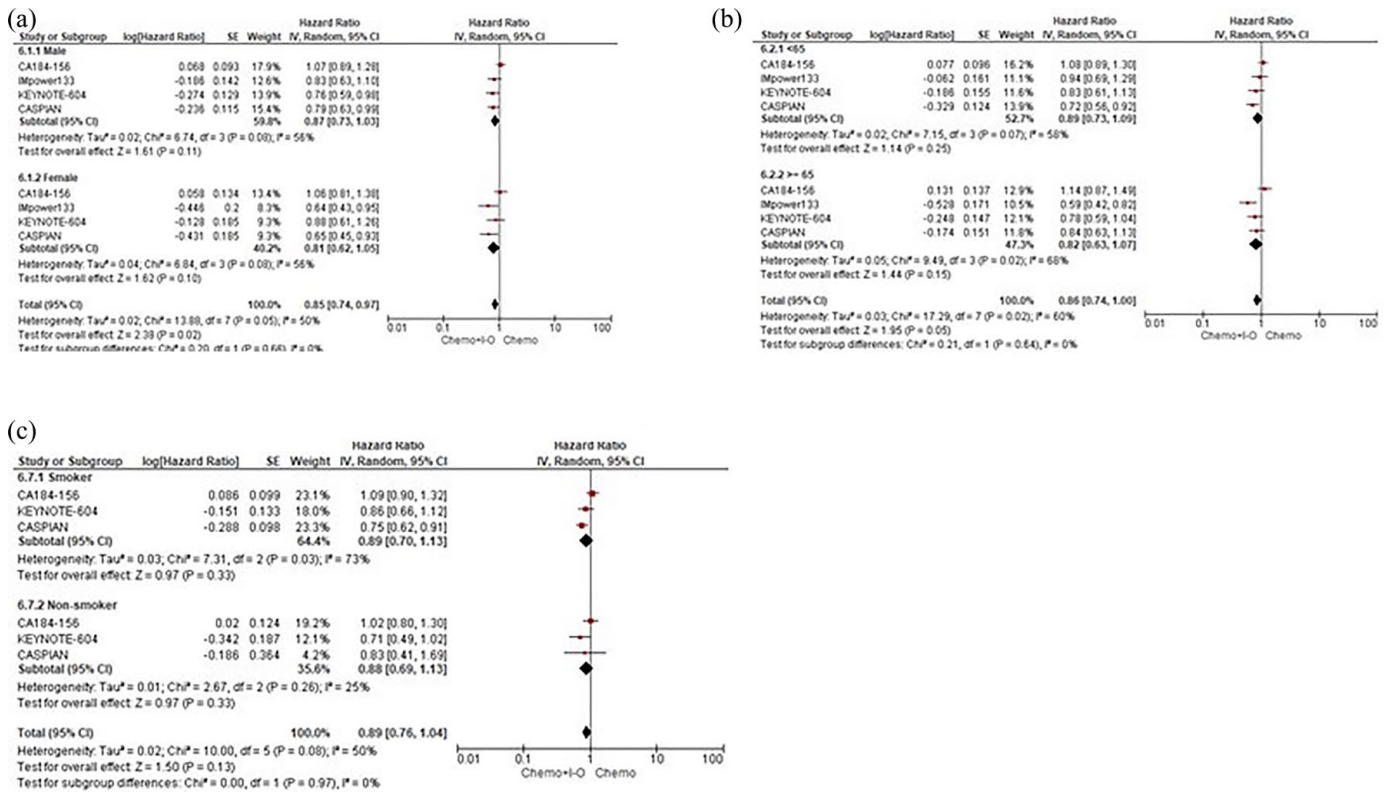 (a)
Hazard Ratio Hazard Ratio
Study or Subgroup log[Hazard Ratio] SE Weight IV, Random, 95% CI IV, Random, 95% CI
6.1.1 Male
CA184-156 0.068 0.093 17.9% 1.07 [0.89, 1.28]
IMpower133 -0.186 0.142 12.6% 0.83 [0.63, 1.10]
KEYNOTE-604 -0.274 0.129 13.9% 0.76 [0.59, 0.98]
CASPIAN -0.236 0.115 15.4% 0.79 [0.63, 0.99]
Subtotal (95% CI) 59.8% 0.87 [0.73, 1.03]
Heterogeneity: Tau² = 0.02; Chi² = 6.74, df = 3 (P = 0.08); I² = 56%
Test for overall effect: Z = 1.61 (P = 0.11)
6.1.2 Female
CA184-156 0.058 0.134 13.4% 1.06 [0.81, 1.38]
IMpower133 -0.446 0.2 8.3% 0.64 [0.43, 0.95]
KEYNOTE-604 -0.128 0.185 9.3% 0.88 [0.61, 1.26]
CASPIAN -0.431 0.185 9.3% 0.65 [0.45, 0.93]
Subtotal (95% CI) 40.2% 0.81 [0.62, 1.05]
Heterogeneity: Tau² = 0.04; Chi² = 6.84, df = 3 (P = 0.08); I² = 56%
Test for overall effect: Z = 1.62 (P = 0.10)
Total (95% CI) 100.0% 0.85 [0.74, 0.97]
Heterogeneity: Tau² = 0.02; Chi² = 13.88, df = 7 (P = 0.05); I² = 50%
Test for overall effect: Z = 2.38 (P = 0.02)
Test for subgroup differences: Chi² = 0.20, df = 1 (P = 0.66), I² = 0%
0.01 0.1 1 10 100
Chemo+I-O Chemo
(b)
Hazard Ratio Hazard Ratio
Study or Subgroup log[Hazard Ratio] SE Weight IV, Random, 95% CI IV, Random, 95% CI
6.2.1 <65
CA184-156 0.077 0.096 16.2% 1.08 [0.89, 1.30]
IMpower133 -0.062 0.161 11.1% 0.94 [0.69, 1.29]
KEYNOTE-604 -0.186 0.155 11.6% 0.83 [0.61, 1.13]
CASPIAN -0.329 0.124 13.9% 0.72 [0.56, 0.92]
Subtotal (95% CI) 52.7% 0.89 [0.73, 1.09]
Heterogeneity: Tau² = 0.02; Chi² = 7.15, df = 3 (P = 0.07); I² = 58%
Test for overall effect: Z = 1.14 (P = 0.25)
6.2.2 >= 65
CA184-156 0.131 0.137 12.9% 1.14 [0.87, 1.49]
IMpower133 -0.528 0.171 10.5% 0.59 [0.42, 0.82]
KEYNOTE-604 -0.248 0.147 12.1% 0.78 [0.59, 1.04]
CASPIAN -0.174 0.151 11.8% 0.84 [0.63, 1.13]
Subtotal (95% CI) 47.3% 0.82 [0.63, 1.07]
Heterogeneity: Tau² = 0.05; Chi² = 9.49, df = 3 (P = 0.02); I² = 68%
Test for overall effect: Z = 1.44 (P = 0.15)
Total (95% CI) 100.0% 0.86 [0.74, 1.00]
Heterogeneity: Tau² = 0.03; Chi² = 17.29, df = 7 (P = 0.02); I² = 60%
Test for overall effect: Z = 1.95 (P = 0.05)
Test for subgroup differences: Chi² = 0.21, df = 1 (P = 0.64), I² = 0%
0.01 0.1 1 10 100
Chemo+I-O Chemo
(c)
Hazard Ratio Hazard Ratio
Study or Subgroup log[Hazard Ratio] SE Weight IV, Random, 95% CI IV, Random, 95% CI
6.7.1 Smoker
CA184-156 0.086 0.099 23.1% 1.09 [0.90, 1.32]
KEYNOTE-604 -0.151 0.133 18.0% 0.86 [0.66, 1.12]
CASPIAN -0.288 0.098 23.3% 0.75 [0.62, 0.91]
Subtotal (95% CI) 64.4% 0.89 [0.70, 1.13]
Heterogeneity: Tau² = 0.03; Chi² = 7.31, df = 2 (P = 0.03); I² = 73%
Test for overall effect: Z = 0.97 (P = 0.33)
6.7.2 Non-smoker
CA184-156 0.02 0.124 19.2% 1.02 [0.80, 1.30]
KEYNOTE-604 -0.342 0.187 12.1% 0.71 [0.49, 1.02]
CASPIAN -0.186 0.364 4.2% 0.83 [0.41, 1.69]
Subtotal (95% CI) 35.6% 0.88 [0.69, 1.13]
Heterogeneity: Tau² = 0.01; Chi² = 2.67, df = 2 (P = 0.26); I² = 25%
Test for overall effect: Z = 0.97 (P = 0.33)
Total (95% CI) 100.0% 0.89 [0.76, 1.04]
Heterogeneity: Tau² = 0.02; Chi² = 10.00, df = 5 (P = 0.08); I² = 50%
Test for overall effect: Z = 1.50 (P = 0.13)
Test for subgroup differences: Chi² = 0.00, df = 1 (P = 0.97), I² = 0%
0.01 0.1 1 10 100
Chemo+I-O Chemo